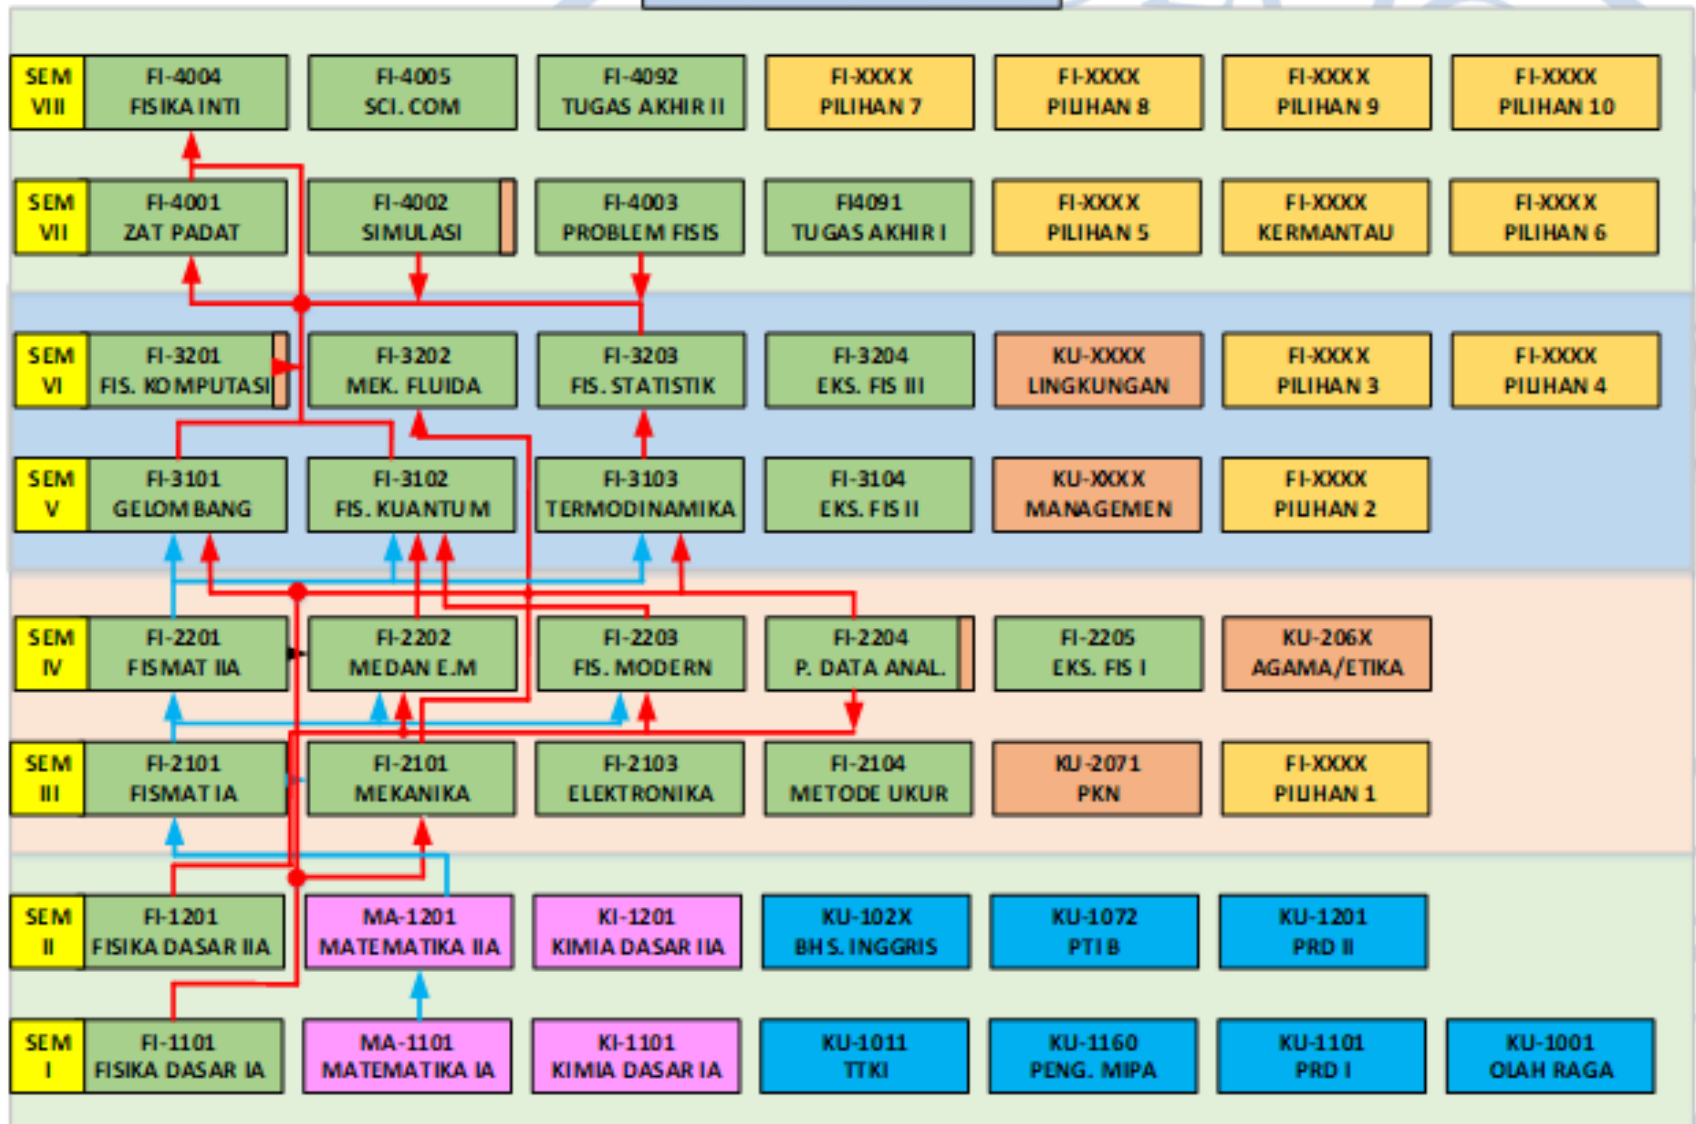 SEM
VIII
FI-4004
FISIKA INTI
FI-4005
SCI. COM
FI-4092
TUGAS AKHIR II
FI-XXXX
PILIHAN 7
FI-XXXX
PILIHAN 8
FI-XXXX
PILIHAN 9
FI-XXXX
PILIHAN 10
SEM
VII
FI-4001
ZAT PADAT
FI-4002
SIMULASI
FI-4003
PROBLEM FISIS
FI4091
TUGAS AKHIR I
FI-XXXX
PILIHAN 5
FI-XXXX
KERMANTAU
FI-XXXX
PILIHAN 6
SEM
VI
FI-3201
FIS. KOMPUTASI
FI-3202
MEK. FLUIDA
FI-3203
FIS. STATISTIK
FI-3204
EKS. FIS III
KU-XXXX
LINGKUNGAN
FI-XXXX
PILIHAN 3
FI-XXXX
PILIHAN 4
SEM
V
FI-3101
GELOMBANG
FI-3102
FIS. KUANTUM
FI-3103
TERMODINAMIKA
FI-3104
EKS. FIS II
KU-XXXX
MANAGEMEN
FI-XXXX
PILIHAN 2
SEM
IV
FI-2201
FISMAT IIA
FI-2202
MEDAN E.M
FI-2203
FIS. MODERN
FI-2204
P. DATA ANAL.
FI-2205
EKS. FIS I
KU-206X
AGAMA/ETIKA
SEM
III
FI-2101
FISMAT IA
FI-2101
MEKANIKA
FI-2103
ELEKTRONIKA
FI-2104
METODE UKUR
KU-2071
PKN
FI-XXXX
PILIHAN 1
SEM
II
FI-1201
FISIKA DASAR IIA
MA-1201
MATEMATIKA IIA
KI-1201
KIMIA DASAR IIA
KU-102X
BHS. INGGRIS
KU-1072
PTI B
KU-1201
PRD II
SEM
I
FI-1101
FISIKA DASAR IA
MA-1101
MATEMATIKA IA
KI-1101
KIMIA DASAR IA
KU-1011
TTKI
KU-1160
PENG. MIPA
KU-1101
PRD I
KU-1001
OLAH RAGA